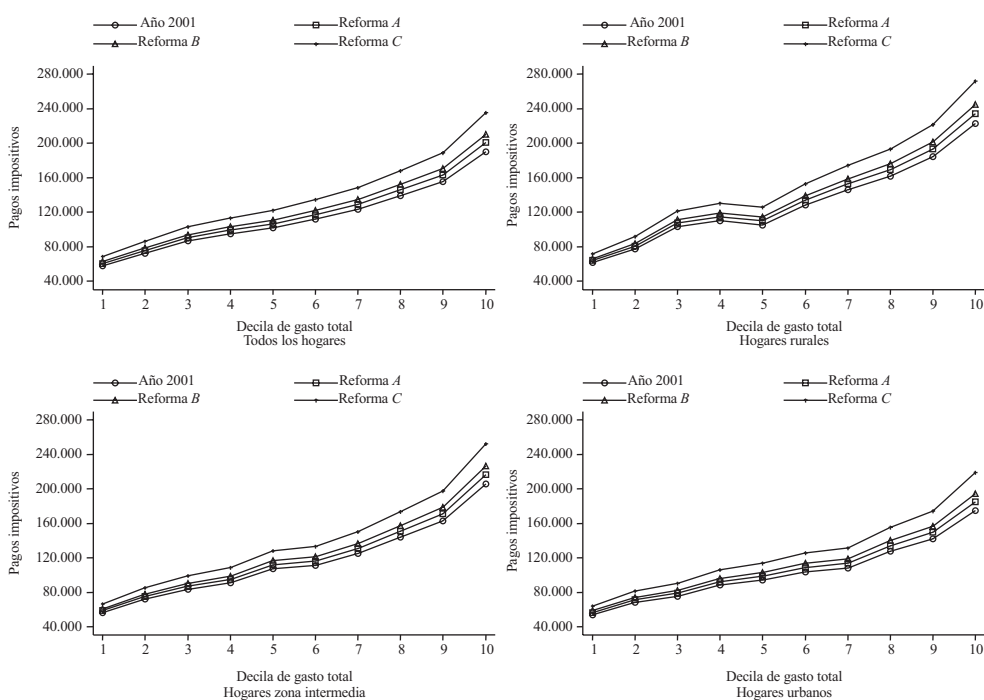 Año 2001
Reforma A
Reforma B
Reforma C
Pagos impositivos
280.000
240.000
200.000
160.000
120.000
80.000
40.000
1 2 3 4 5 6 7 8 9 10
Decila de gasto total
Todos los hogares
Año 2001
Reforma A
Reforma B
Reforma C
Pagos impositivos
280.000
240.000
200.000
160.000
120.000
80.000
40.000
1 2 3 4 5 6 7 8 9 10
Decila de gasto total
Hogares rurales
Año 2001
Reforma A
Reforma B
Reforma C
Pagos impositivos
280.000
240.000
200.000
160.000
120.000
80.000
40.000
1 2 3 4 5 6 7 8 9 10
Decila de gasto total
Hogares zona intermedia
Año 2001
Reforma A
Reforma B
Reforma C
Pagos impositivos
280.000
240.000
200.000
160.000
120.000
80.000
40.000
1 2 3 4 5 6 7 8 9 10
Decila de gasto total
Hogares urbanos